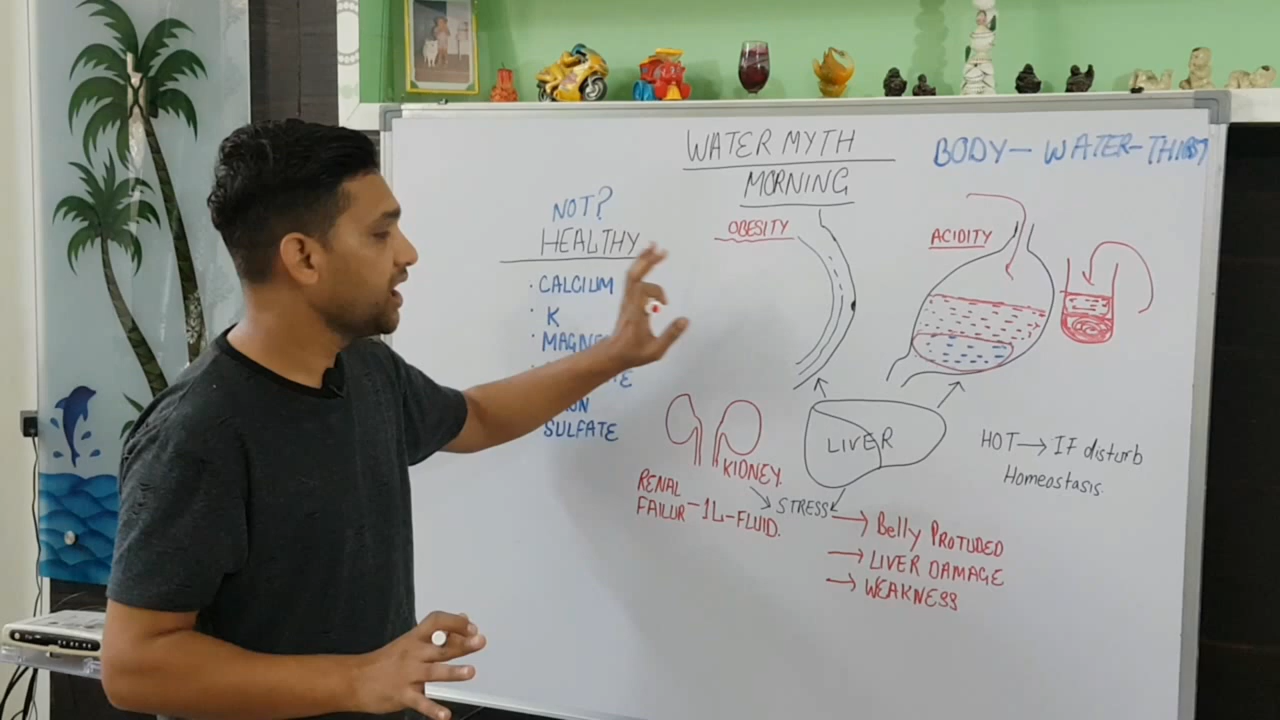 WATER MYTH
MORNING
BODY - WATER - THIRST
NOT?
HEALTHY
· CALCIUM
· K
SULFATE
OBESITY
ACIDITY
LIVER
KIDNEY
STRESS
RENAL
FAILUR - 1L - FLUID.
→ Belly PROTUDED
→ LIVER DAMAGE
→ WEAKNESS
HOT → IF disturb
Homeostasis.